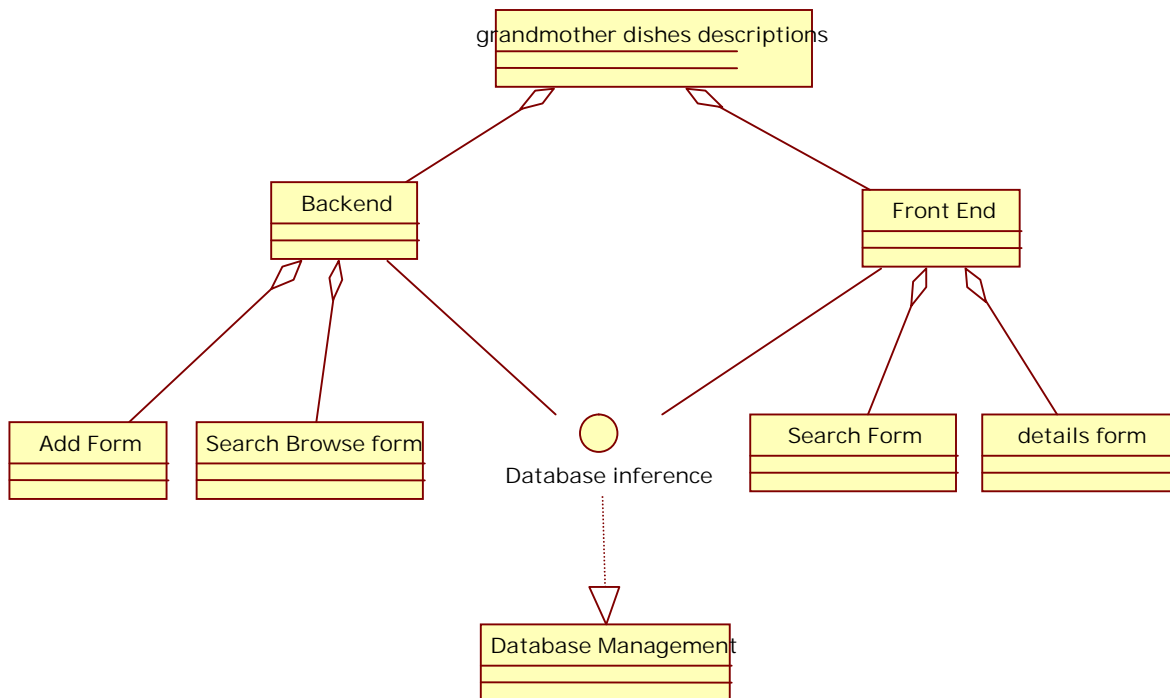 grandmother dishes descriptions
Backend
Front End
Add Form
Search Browse form
Database inference
Search Form
details form
Database Management